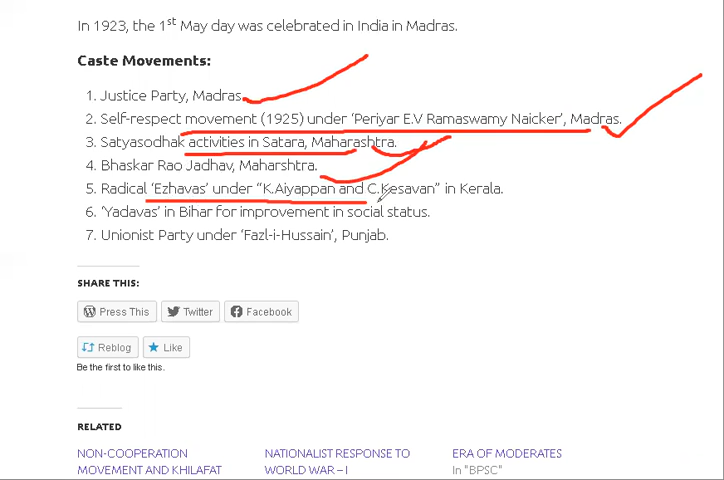 In 1923, the 1st May day was celebrated in India in Madras.
Caste Movements:
1. Justice Party, Madras
2. Self-respect movement (1925) under ‘Periyar E.V Ramaswamy Naicker’, Madras.
3. Satyasodhak activities in Satara, Maharashtra.
4. Bhaskar Rao Jadhav, Maharshtra.
5. Radical ‘Ezhavas’ under “K.Aiyappan and C.Kesavan” in Kerala.
6. ‘Yadavas’ in Bihar for improvement in social status.
7. Unionist Party under ‘Fazl-i-Hussain’, Punjab.
SHARE THIS:
Press This Twitter Facebook
Reblog Like
Be the first to like this.
RELATED
NON-COOPERATION NATIONALIST RESPONSE TO ERA OF MODERATES
MOVEMENT AND KHILAFAT WORLD WAR – I In "BPSC"